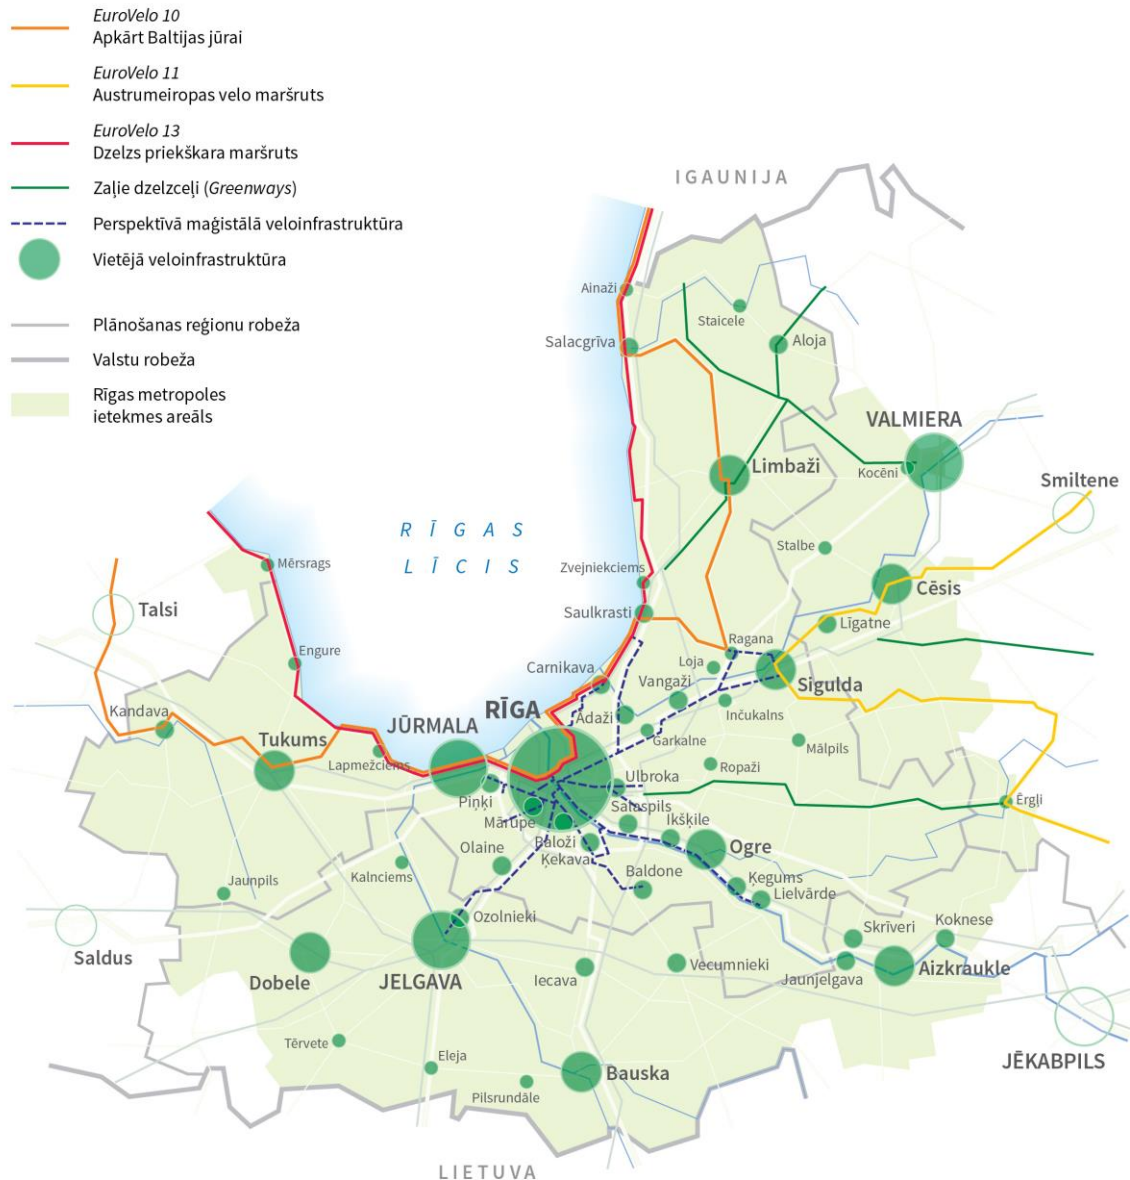 EuroVelo 10
Apkārt Baltijas jūrai
EuroVelo 11
Austrumeiropas velo maršruts
EuroVelo 13
Dzelzs priekškara maršruts
Zaļie dzelzceļi (Greenways)
Perspektīvā maģistālā veloinfrastruktūra
Vietējā veloinfrastruktūra
Plānošanas reģionu robeža
Valstu robeža
Rīgas metropoles
ietekmes areāls
IGAUNIJA
Ainaži
Staicele
Salacgrīva
Aloja
VALMIERA
Limbaži
Kocēni
Smiltene
RĪGAS
LĪCIS
Stalbe
Mērsrags
Zvejniekciems
Cēsis
Talsi
Saulkrasti
Līgatne
Engure
Ragana
Carnikava
Loja
Vangaži
Sigulda
Kandava
RĪGA
JŪRMALA
Ādaži
Inčukalns
Tukums
Garkalne
Mālpils
Lapmežciems
Ropaži
Ulbroka
Piņķi
Salaspils
Ērgļi
Mārupe
Ikšķile
Baloži
Ogre
Olaine
Ķekava
Kalnciems
Baldone
Ķegums
Jaunpils
Lielvārde
Ozolnieki
Skrīveri
Koknese
Saldus
Dobele
JELGAVA
Vecumnieki
Aizkraukle
Iecava
Jaunjelgava
Tērvete
Eleja
JĒKABPILS
Bauska
Pilsrundāle
LIETUVA